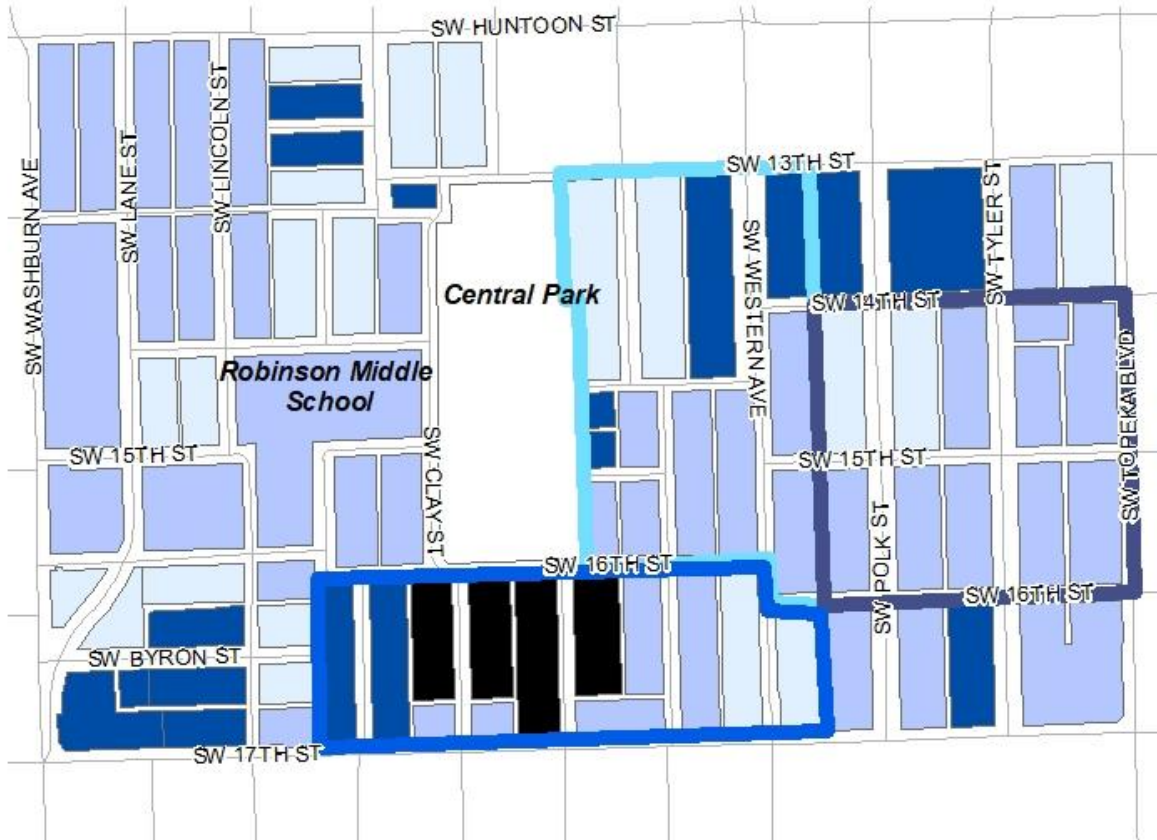 SW HUNTOON ST
SW 13TH ST
SW WASHBURN AVE
SW LANE ST
SW LINCOLN ST
SW TYLER ST
SW WESTERN AVE
Central Park
SW 14TH ST
Robinson Middle
School
SW TOPEKA BLVD
SW 15TH ST
SW 15TH ST
SW CLAY ST
SW POLK ST
SW 16TH ST
SW 16TH ST
SW BYRON ST
SW 17TH ST